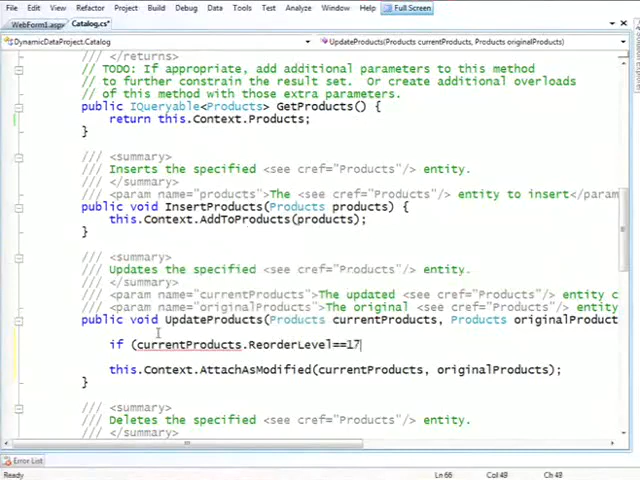 File Edit View Refactor Project Build Debug Data Tools Test Analyze Window Help Full Screen
WebForm1.aspx Catalog.cs*
DynamicDataProject.Catalog UpdateProducts(Products currentProducts, Products originalProducts)
/// </returns>
// TODO: If appropriate, add additional parameters to this method
// to further constrain the result set. Or create additional overloads
// of this method with those extra parameters.
public IQueryable<Products> GetProducts() {
return this.Context.Products;
}
/// <summary>
/// Inserts the specified <see cref="Products"/> entity.
/// </summary>
/// <param name="products">The <see cref="Products"/> entity to insert</param
public void InsertProducts(Products products) {
this.Context.AddToProducts(products);
}
/// <summary>
/// Updates the specified <see cref="Products"/> entity.
/// </summary>
/// <param name="currentProducts">The updated <see cref="Products"/> entity c
/// <param name="originalProducts">The original <see cref="Products"/> entity
public void UpdateProducts(Products currentProducts, Products originalProduct
if (currentProducts.ReorderLevel==17
this.Context.AttachAsModified(currentProducts, originalProducts);
}
/// <summary>
/// Deletes the specified <see cref="Products"/> entity.
/// </summary>
Error List
Ready Ln 66 Col 49 Ch 49